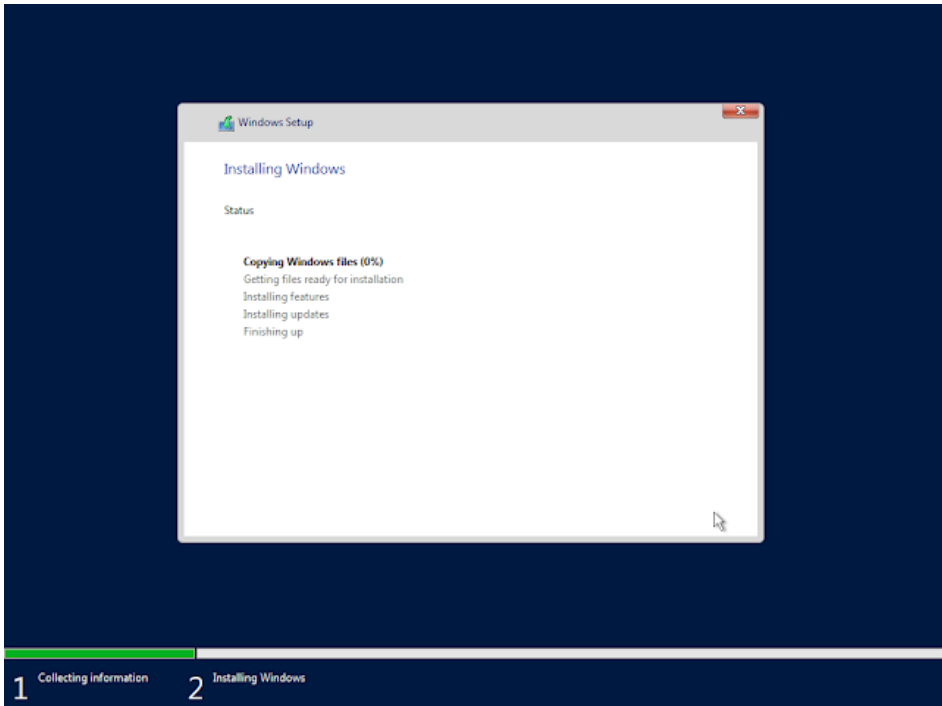 Windows Setup
Installing Windows
Status
Copying Windows files (0%)
Getting files ready for installation
Installing features
Installing updates
Finishing up
1 Collecting information
2 Installing Windows